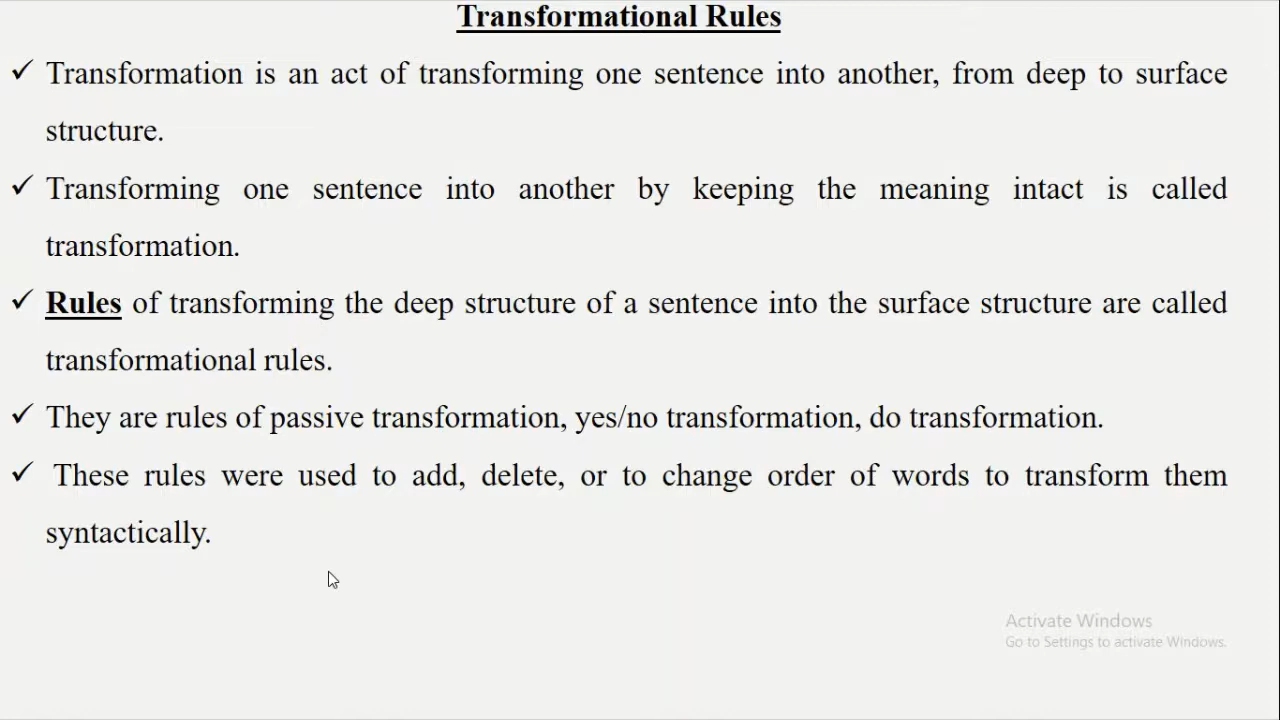 Transformational Rules
✓ Transformation is an act of transforming one sentence into another, from deep to surface
structure.
✓ Transforming one sentence into another by keeping the meaning intact is called
transformation.
✓ Rules of transforming the deep structure of a sentence into the surface structure are called
transformational rules.
✓ They are rules of passive transformation, yes/no transformation, do transformation.
✓ These rules were used to add, delete, or to change order of words to transform them
syntactically.
Activate Windows
Go to Settings to activate Windows.